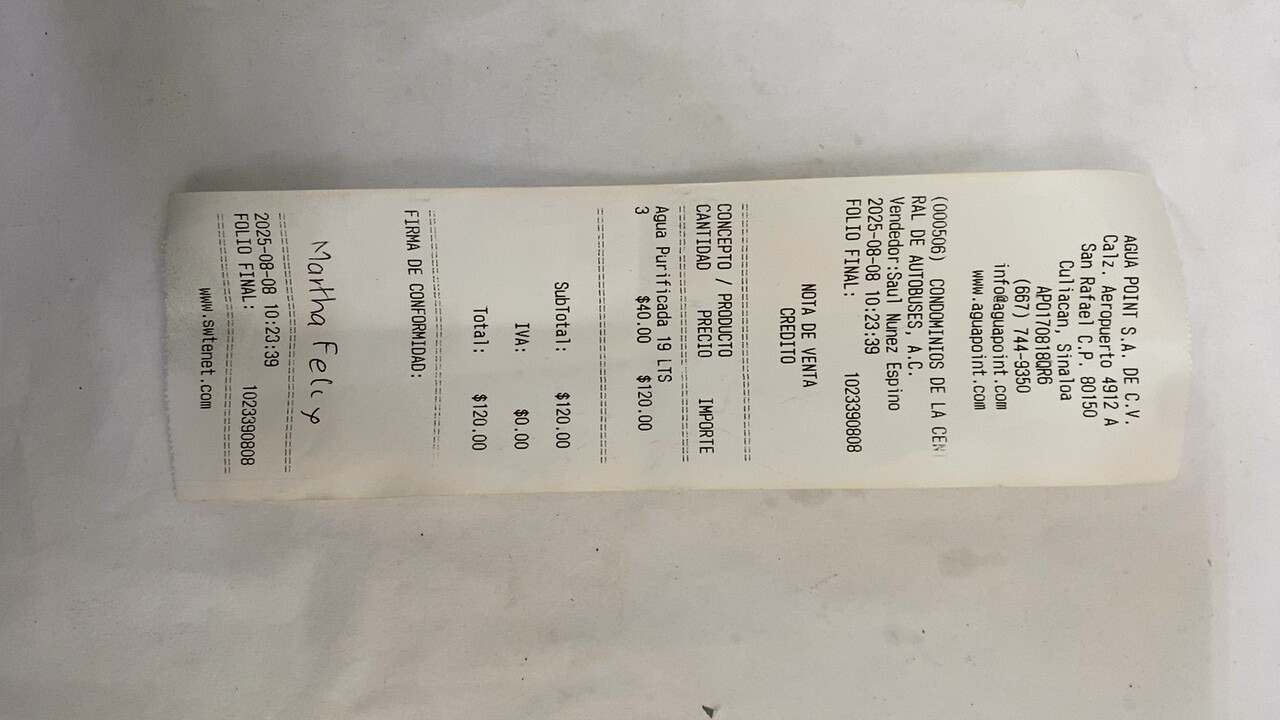 AGUA POINT S.A. DE C.V.
Calz. Aeropuerto 4912 A
San Rafael C.P. 80150
Culiacan, Sinaloa
APO170818QR6
(667) 744-9350
info@aguapoint.com
www.aguapoint.com
(000506) CONDOMINIOS DE LA CENT
RAL DE AUTOBUSES, A.C.
Vendedor:Saul Nunez Espino
2025-08-08 10:23:39
FOLIO FINAL: 1023390808
NOTA DE VENTA
CREDITO
CONCEPTO / PRODUCTO
CANTIDAD PRECIO IMPORTE
Agua Purificada 19 LTS
3 $40.00 $120.00
SubTotal: $120.00
IVA: $0.00
Total: $120.00
FIRMA DE CONFORMIDAD:
Martha
2025-08-08 10:23:39
FOLIO FINAL: 1023390808
www.swtenet.com